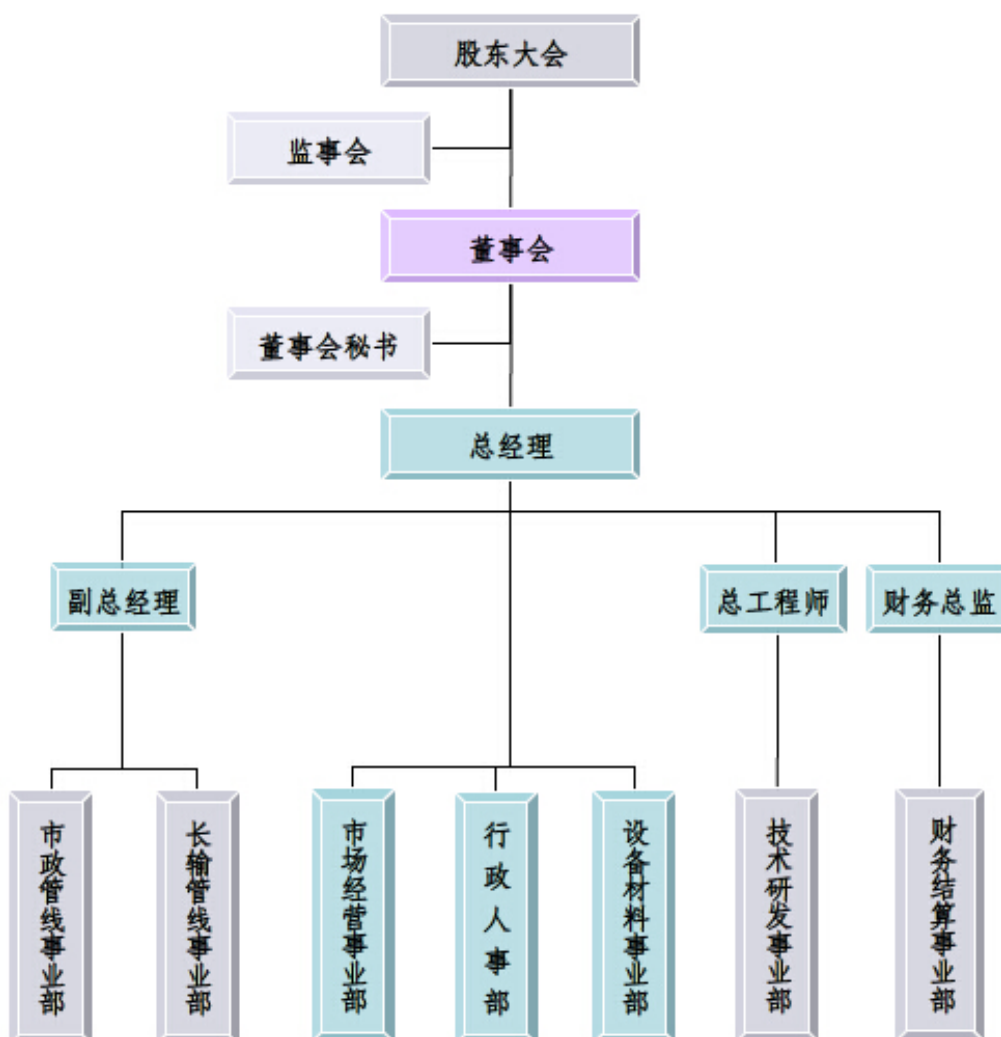 股东大会
监事会
董事会
董事会秘书
总经理
副总经理
总工程师
财务总监
市政管线事业部
长输管线事业部
市场经营事业部
行政人事部
设备材料事业部
技术研发事业部
财务结算事业部